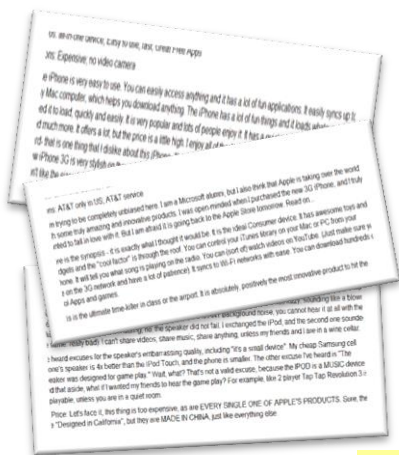 os: all-in-one device, Easy to use, fast, Great Free Apps
ons: Expensive, no video camera
e iPhone is very easy to use. You can easily access anything and it has a lot of fun applications. It easily syncs up to
y Mac computer, which helps you download anything. The iPhone has a lot of fun things and it loads
ed it to load, quickly and easily. It is very popular and lots of people enjoy it. It has a
d much more. It offers a lot, but the price is a little high. I enjoy all of
rd- that is one thing that I dislike about this
w iPhone 3G is very stylish
ns: AT&T only in US, AT&T service
m trying to be completely unbiased here. I am a Microsoft alumni, but I also think that Apple is taking over the world
h some truly amazing and innovative products. I was open minded when I purchased the new 3G iPhone, and truly
nted to fall in love with it. But I am afraid it is going back to the Apple Store tomorrow. Read on...
re is the synopsis - it is exactly what I thought it would be. It is the ideal Consumer device. It has awesome toys and
dgets and the "cool factor" is through the roof. You can control your iTunes library on your Mac or PC from your
hone. It will tell you what song is playing on the radio. You can (sort of) watch videos on YouTube. (Just make sure
e on the 3G network and have a lot of patience). It syncs to Wi-Fi networks with ease. You can download hundreds
ol Apps and games.
is is the ultimate time-killer in class or the airport. It is absolutely, positively the most innovative product to hit the
sounding like a blow
background noise, you cannot hear it at all with the
really bad). I can't share videos, share music, share anything, unless my friends and I are in a wine cellar.
the speaker did not fail. I exchanged the iPod, and the second one sounde
heard excuses for the speaker's embarrassing quality, including "it's a small device". My cheap Samsung cell
one's speaker is 4x better than the iPod Touch, and the phone is smaller. The other excuse I've heard is "The
eaker was designed for game play." Wait, what? That's not a valid excuse, because the IPOD is a MUSIC device
d that aside, what if I wanted my friends to hear the game play? For example, like 2 player Tap Tap Revolution 3 is
playable, unless you are in a quiet room.
Price: Let's face it, this thing is too expensive, as are EVERY SINGLE ONE OF APPLE'S PRODUCTS. Sure, the
e "Designed in California", but they are MADE IN CHINA, just like everything else